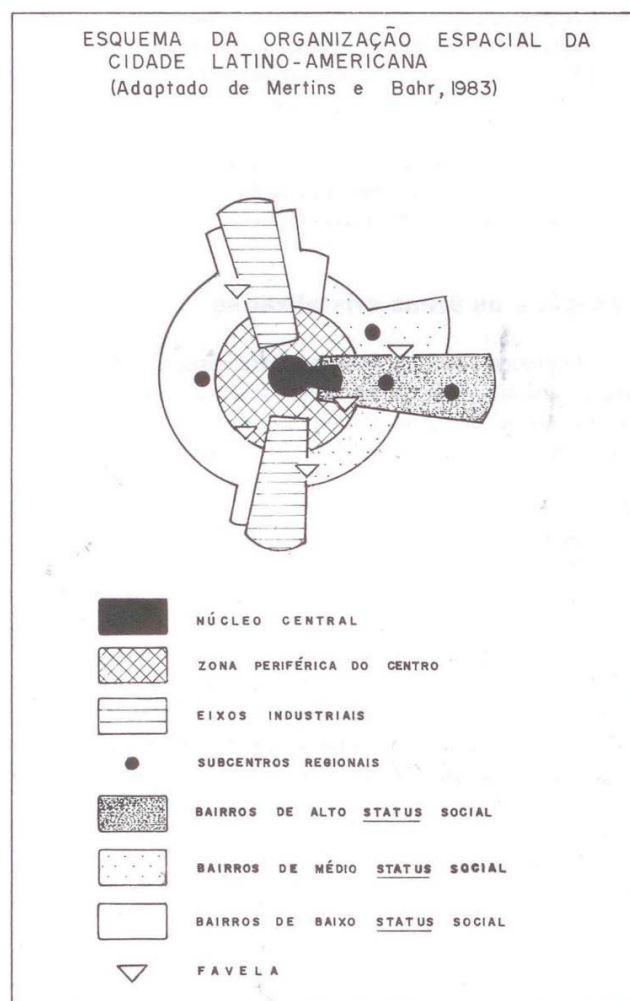 ESQUEMA DA ORGANIZAÇÃO ESPACIAL DA
CIDADE LATINO-AMERICANA
(Adaptado de Mertins e Bahr, 1983)
NÚCLEO CENTRAL
ZONA PERIFÉRICA DO CENTRO
EIXOS INDUSTRIAIS
SUBCENTROS REGIONAIS
BAIRROS DE ALTO STATUS SOCIAL
BAIRROS DE MÉDIO STATUS SOCIAL
BAIRROS DE BAIXO STATUS SOCIAL
FAVELA